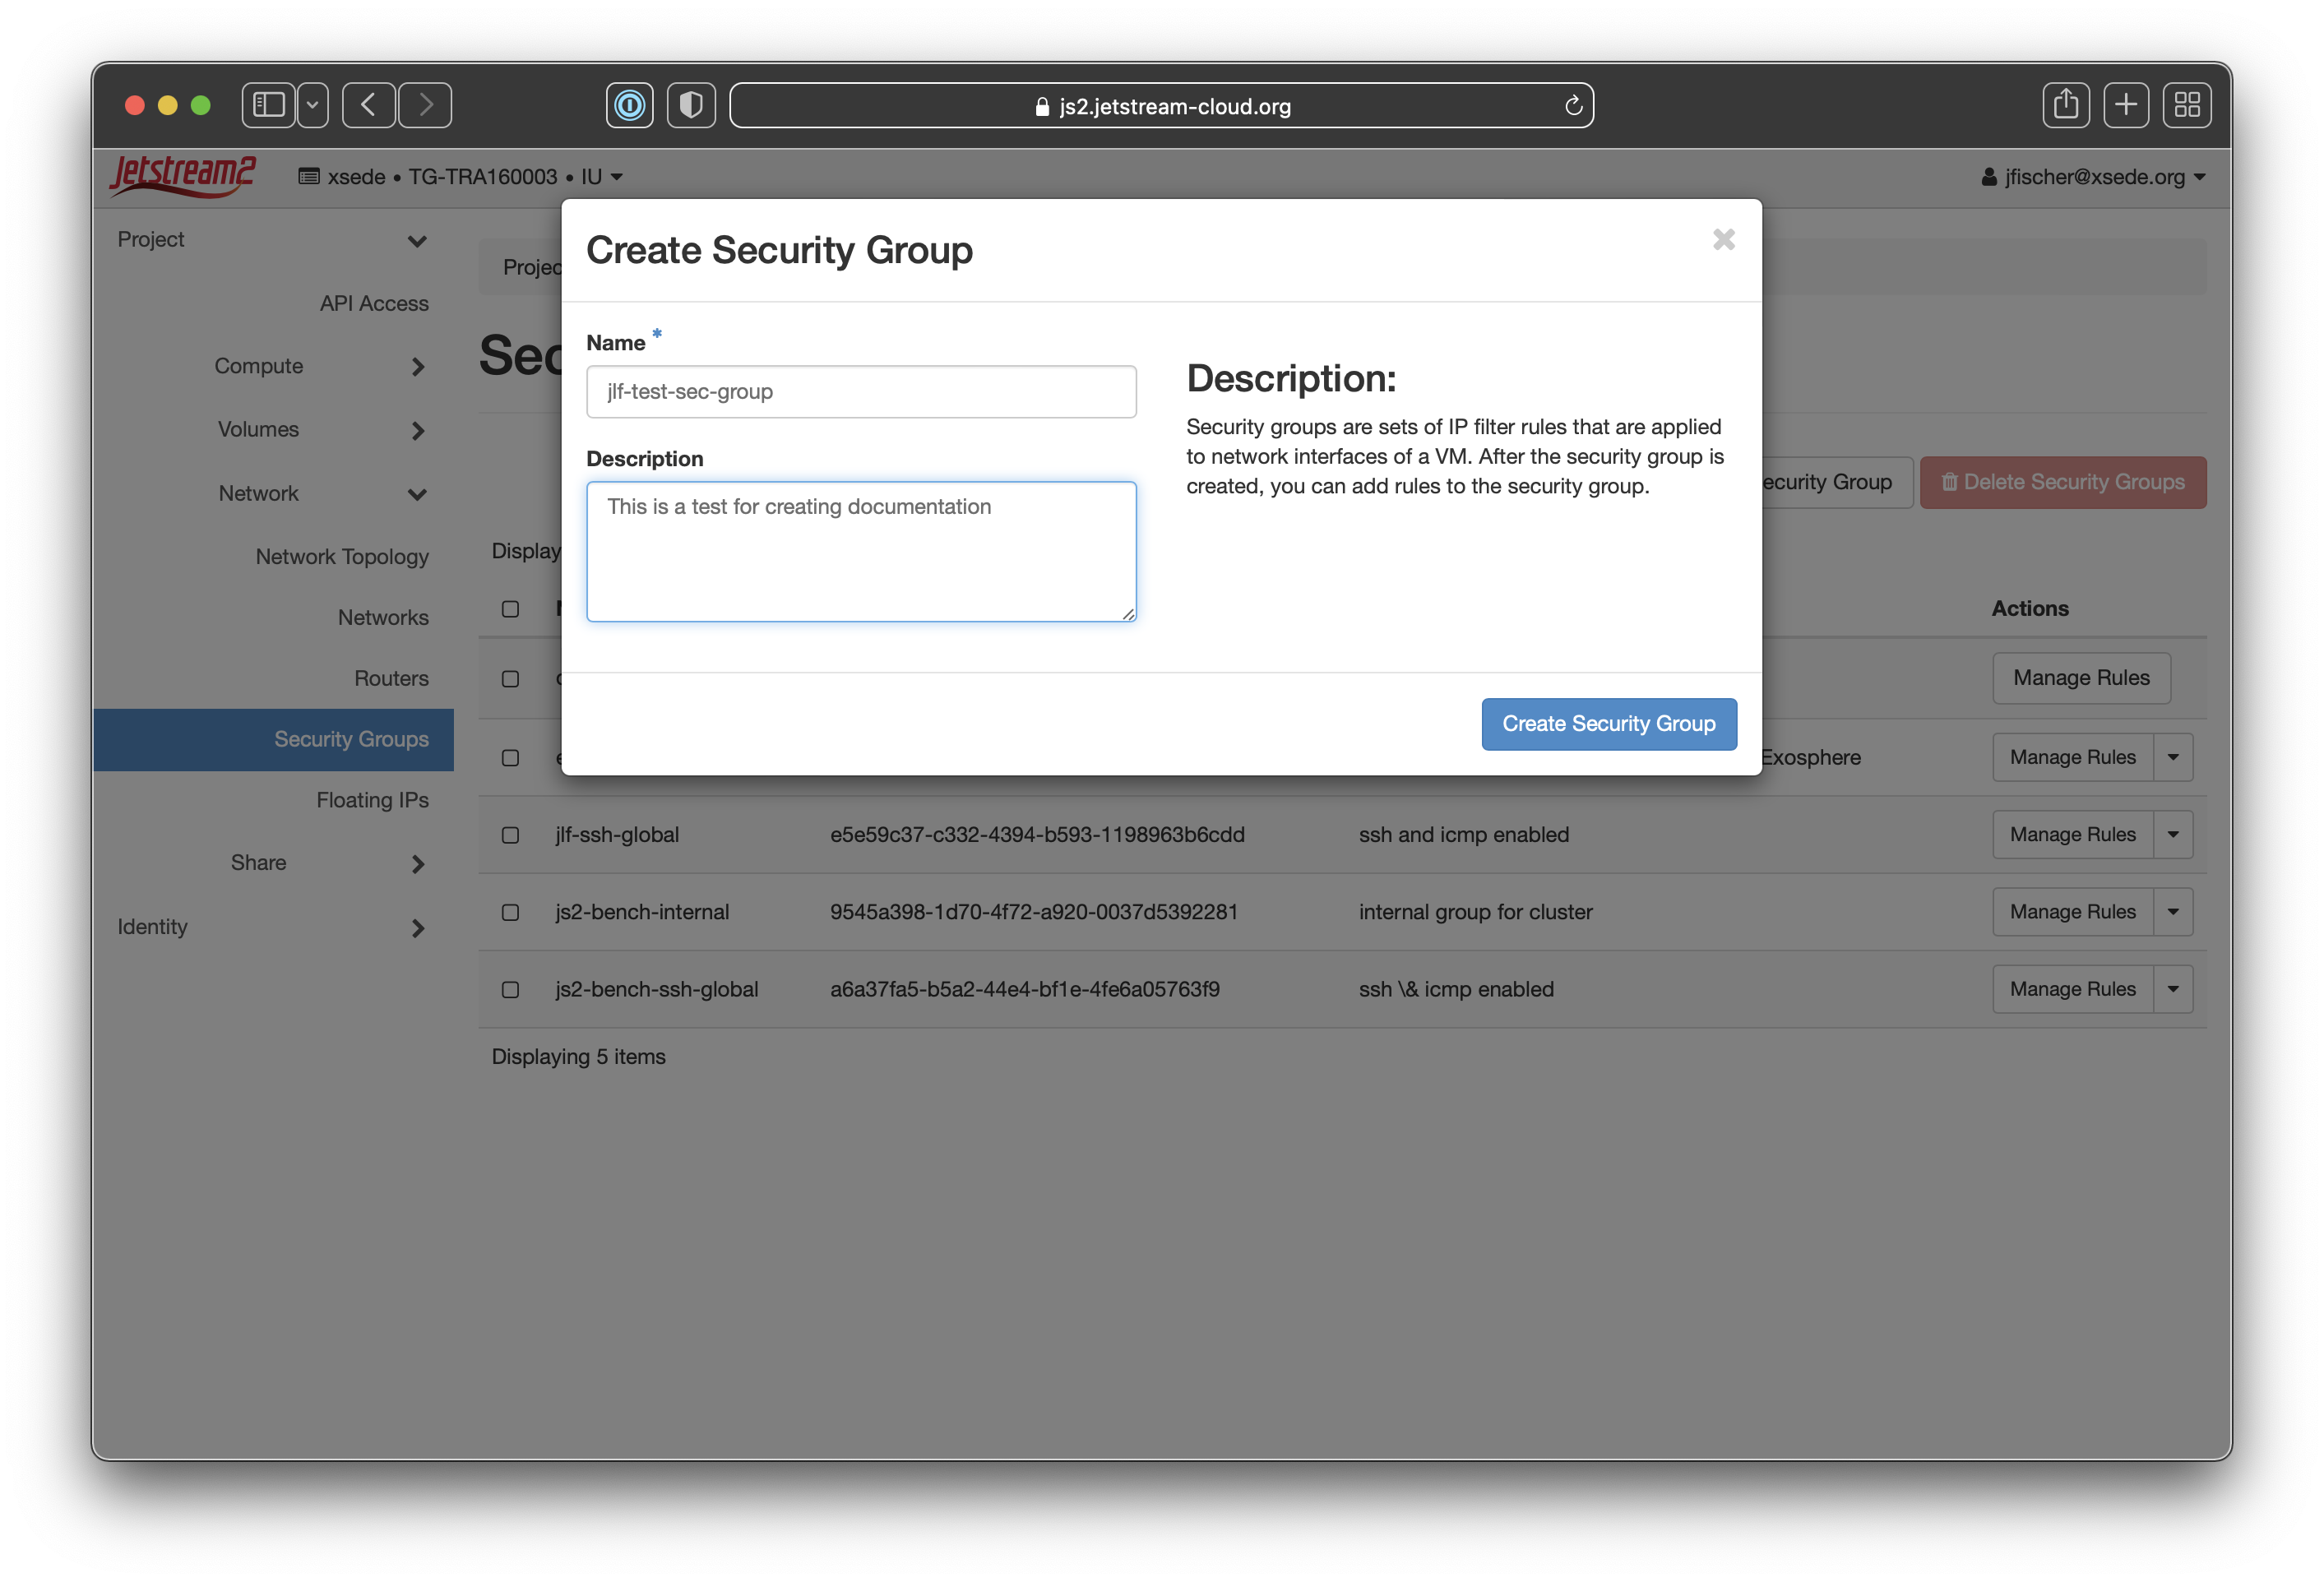 js2.jetstream-cloud.org
Jetstream2
xsede • TG-TRA160003 • IU
jfischer@xsede.org
Project
API Access
Compute
Volumes
Network
Network Topology
Networks
Routers
Security Groups
Floating IPs
Share
Identity
Create Security Group
Name *
jlf-test-sec-group
Description
This is a test for creating documentation
Description:
Security groups are sets of IP filter rules that are applied
to network interfaces of a VM. After the security group is
created, you can add rules to the security group.
Create Security Group
Security Group
Delete Security Groups
Actions
Manage Rules
Exosphere
Manage Rules
jlf-ssh-global e5e59c37-c332-4394-b593-1198963b6cdd ssh and icmp enabled Manage Rules
js2-bench-internal 9545a398-1d70-4f72-a920-0037d5392281 internal group for cluster Manage Rules
js2-bench-ssh-global a6a37fa5-b5a2-44e4-bf1e-4fe6a05763f9 ssh \& icmp enabled Manage Rules
Displaying 5 items